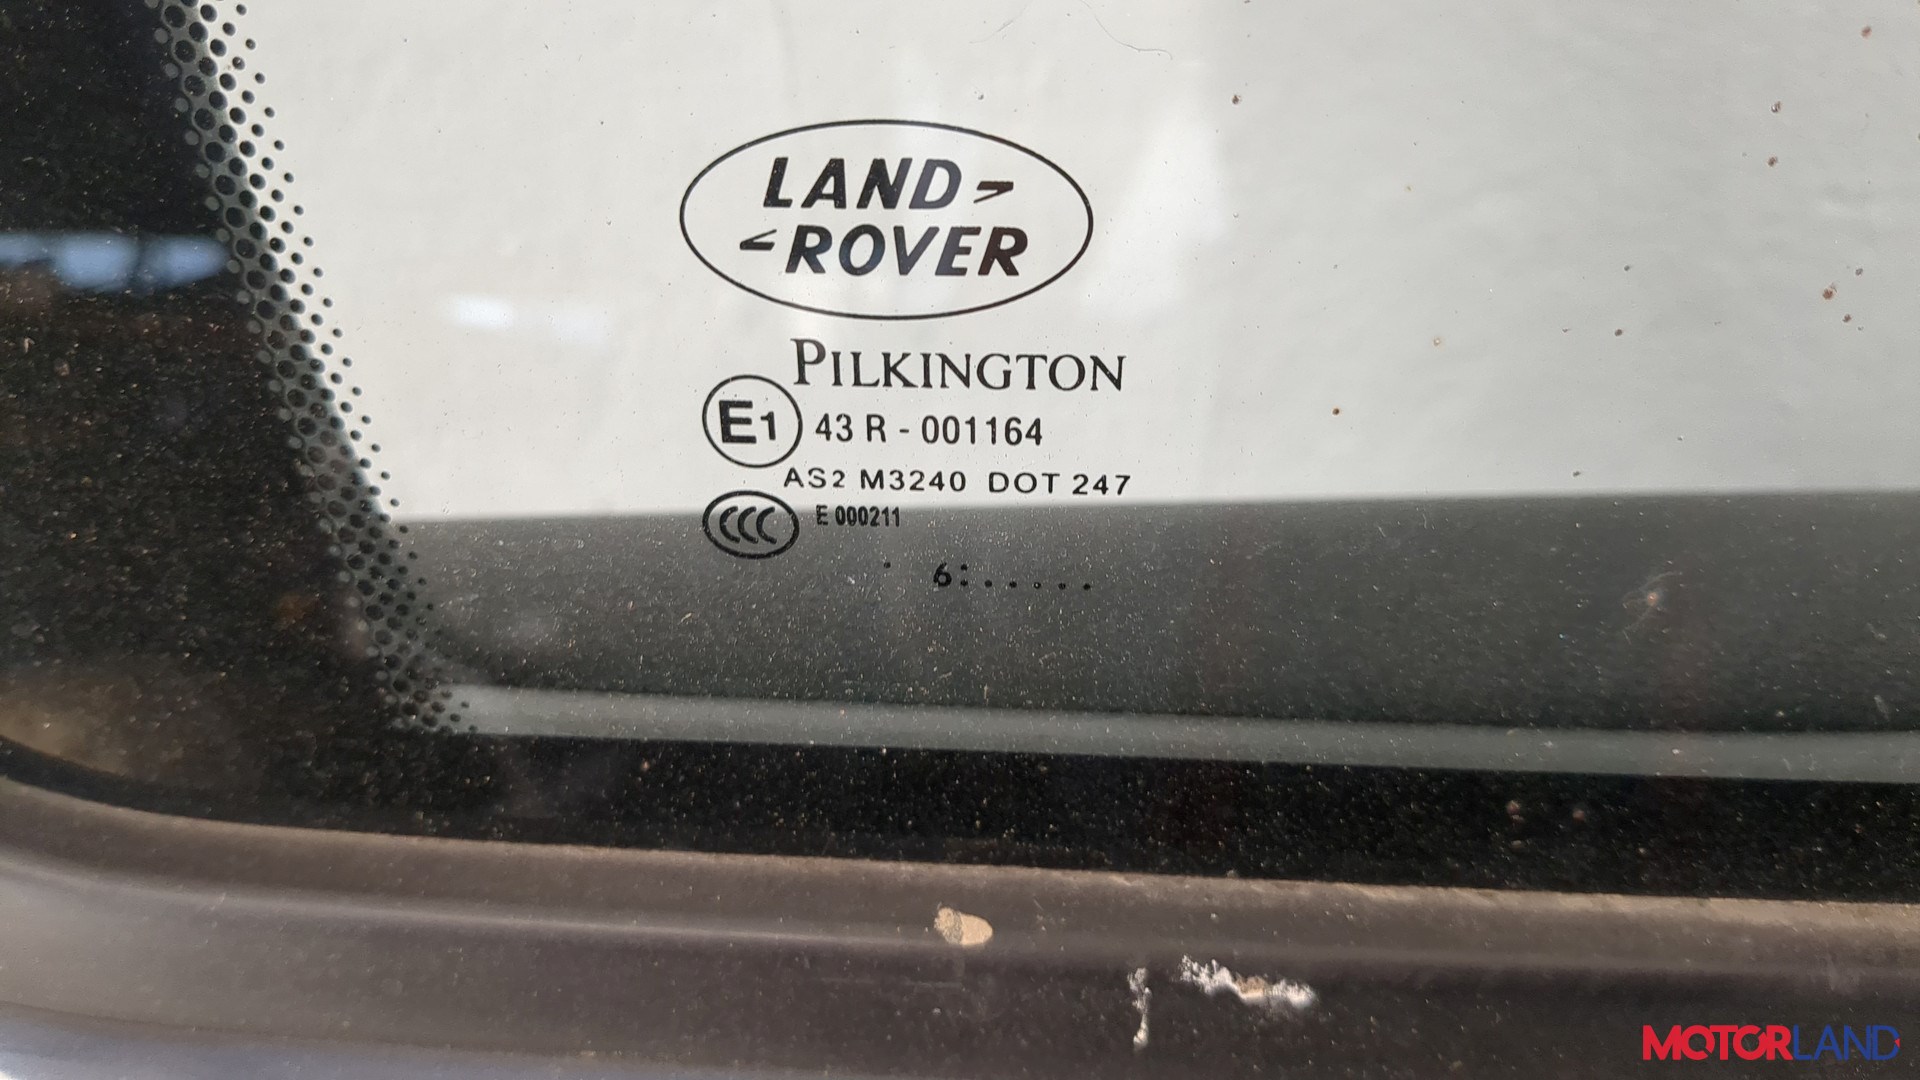 LAND
ROVER
PILKINGTON
E1 43 R - 001164
AS2 M3240 DOT 247
CCC E 000211
. 6:.....
MOTORLAND